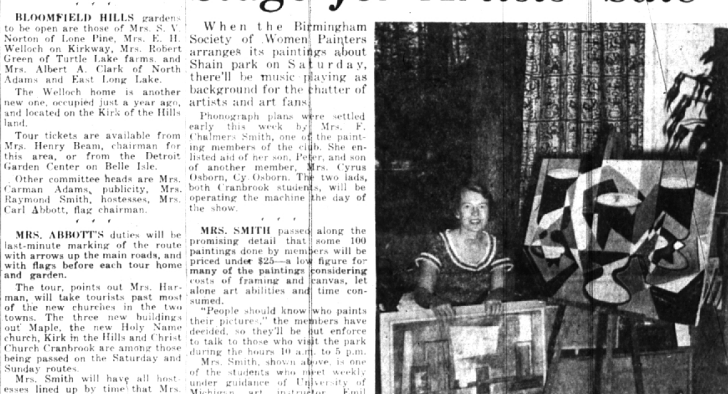 Stage for Artists' Sale
BLOOMFIELD HILLS gardens
to be open are those of Mrs. S. V.
Norton of Lone Pine, Mrs. E. H.
Welloch on Kirkway, Mrs. Robert
Green of Turtle Lake farms, and
Mrs. Albert A. Clark of North
Adams and East Long Lake.
The Welloch home is another
new one, occupied just a year ago,
and located on the Kirk of the Hills
land.
Tour tickets are available from
Mrs. Henry Beam, chairman for
this area, or from the Detroit
Garden Center on Belle Isle.
Other committee heads are Mrs.
Carman Adams, publicity, Mrs.
Raymond Smith, hostesses, Mrs.
Carl Abbott, flag chairman.
MRS. ABBOTT'S duties will be
last-minute marking of the route
with arrows up the main roads, and
with flags before each tour home
and garden.
The tour, points out Mrs. Har-
man, will take tourists past most
of the new churches in the two
towns. The three new buildings
out Maple, the new Holy Name
church, Kirk in the Hills and Christ
Church Cranbrook are among those
being passed on the Saturday and
Sunday routes.
Mrs. Smith will have all host-
esses lined up by time that Mrs.
When the Birmingham
Society of Women Painters
arranges its paintings about
Shain park on Saturday,
there'll be music playing as
background for the chatter of
artists and art fans.
Phonograph plans were settled
early this week by Mrs. F.
Chalmers Smith, one of the paint-
ing members of the club. She en-
listed aid of her son, Peter, and son
of another member, Mrs. Cyrus
Osborn, Cy Osborn. The two lads,
both Cranbrook students, will be
operating the machine the day of
the show.
MRS. SMITH passed along the
promising detail that some 100
paintings done by members will be
priced under $25—a low figure for
many of the paintings considering
costs of framing and canvas, let
alone art abilities and time con-
sumed.
"People should know who paints
their pictures," the members have
decided, so they'll be out enforce
to talk to those who visit the park
during the hours 10 a.m. to 5 p.m.
Mrs. Smith, shown above, is one
of the students who meet weekly
under guidance of University of
Michigan art instructor, Emil